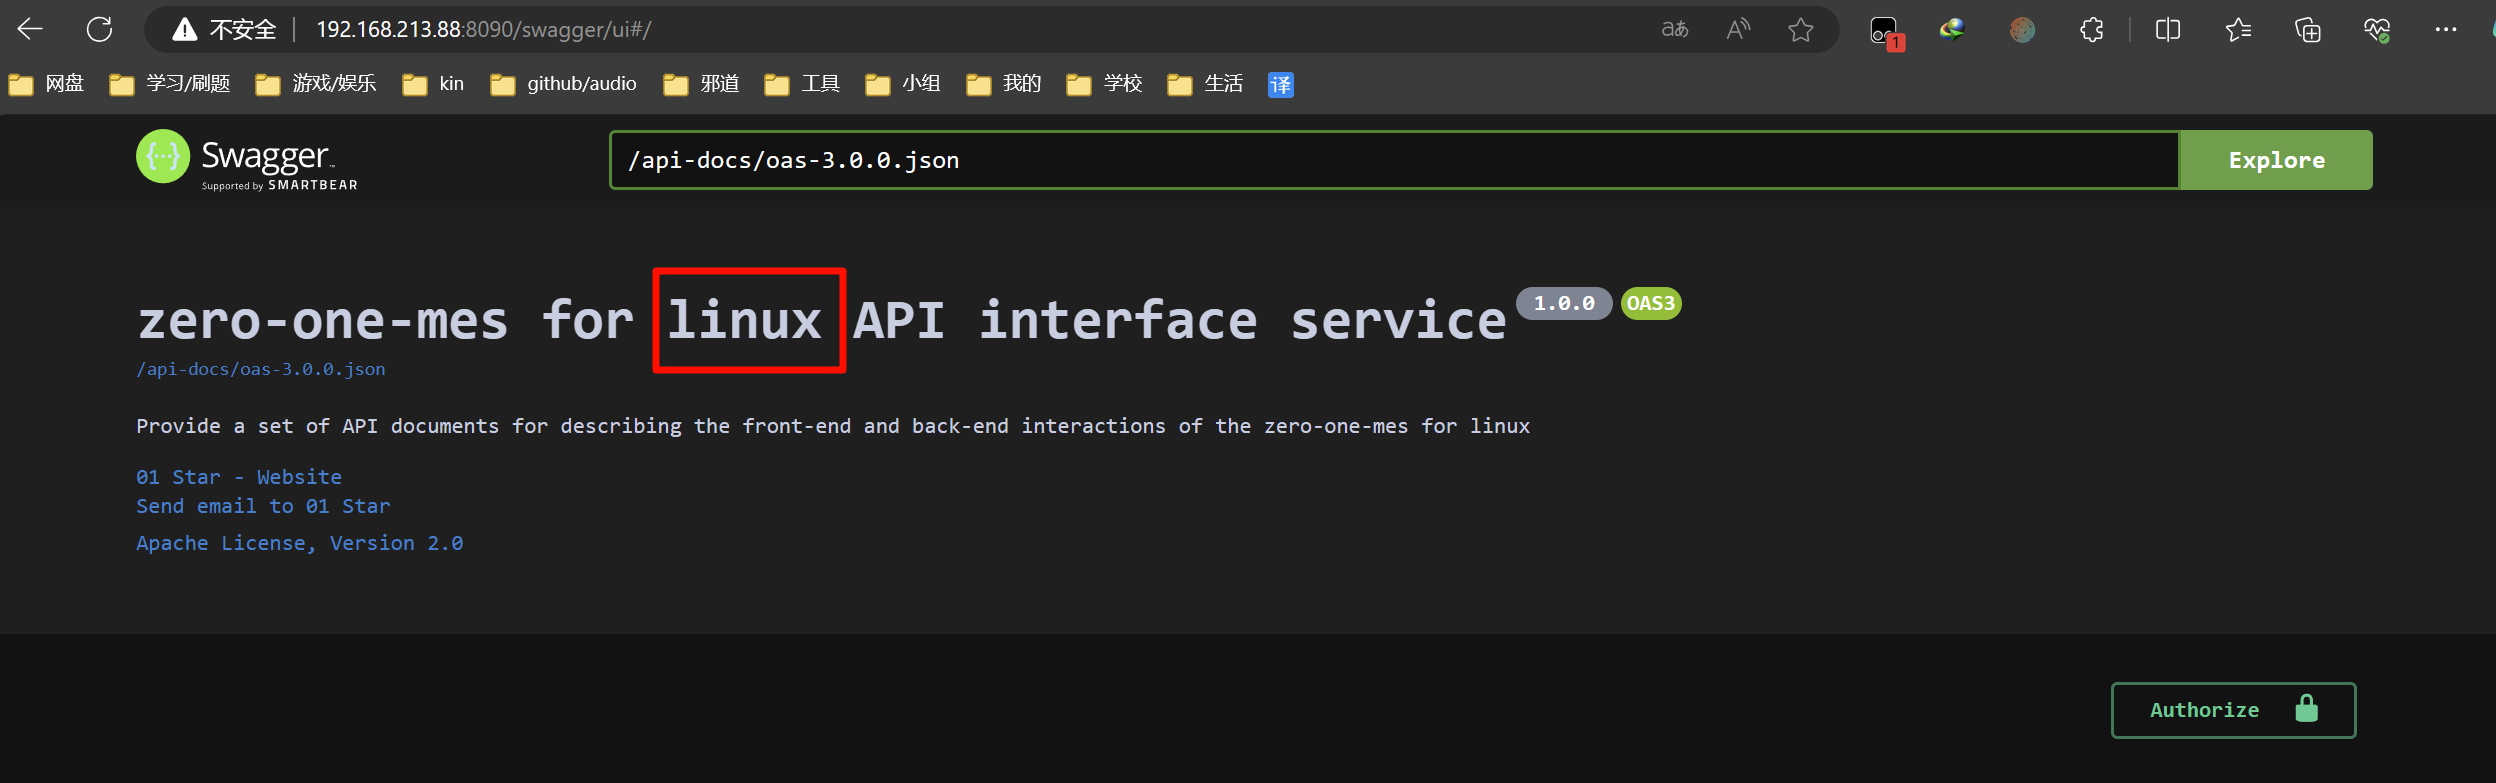 不安全 192.168.213.88:8090/swagger/ui#/ aあ A 1
网盘 学习/刷题 游戏/娱乐 kin github/audio 邪道 工具 小组 我的 学校 生活 译
{···} Swagger™ /api-docs/oas-3.0.0.json Explore
Supported by SMARTBEAR
zero-one-mes for linux API interface service 1.0.0 OAS3
/api-docs/oas-3.0.0.json
Provide a set of API documents for describing the front-end and back-end interactions of the zero-one-mes for linux
01 Star - Website
Send email to 01 Star
Apache License, Version 2.0
Authorize